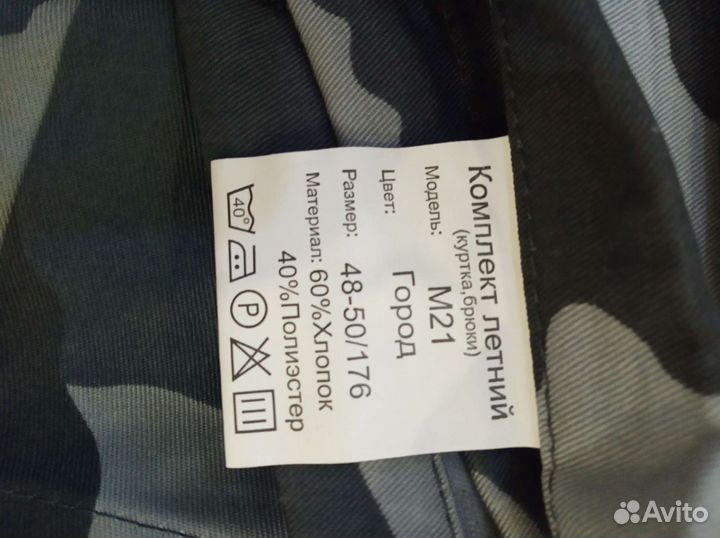 Комплект летний
(куртка,брюки)
Модель: М21
Цвет: Город
Размер: 48-50/176
Материал: 60%Хлопок
40%Полиэстер
40°
P
Avito